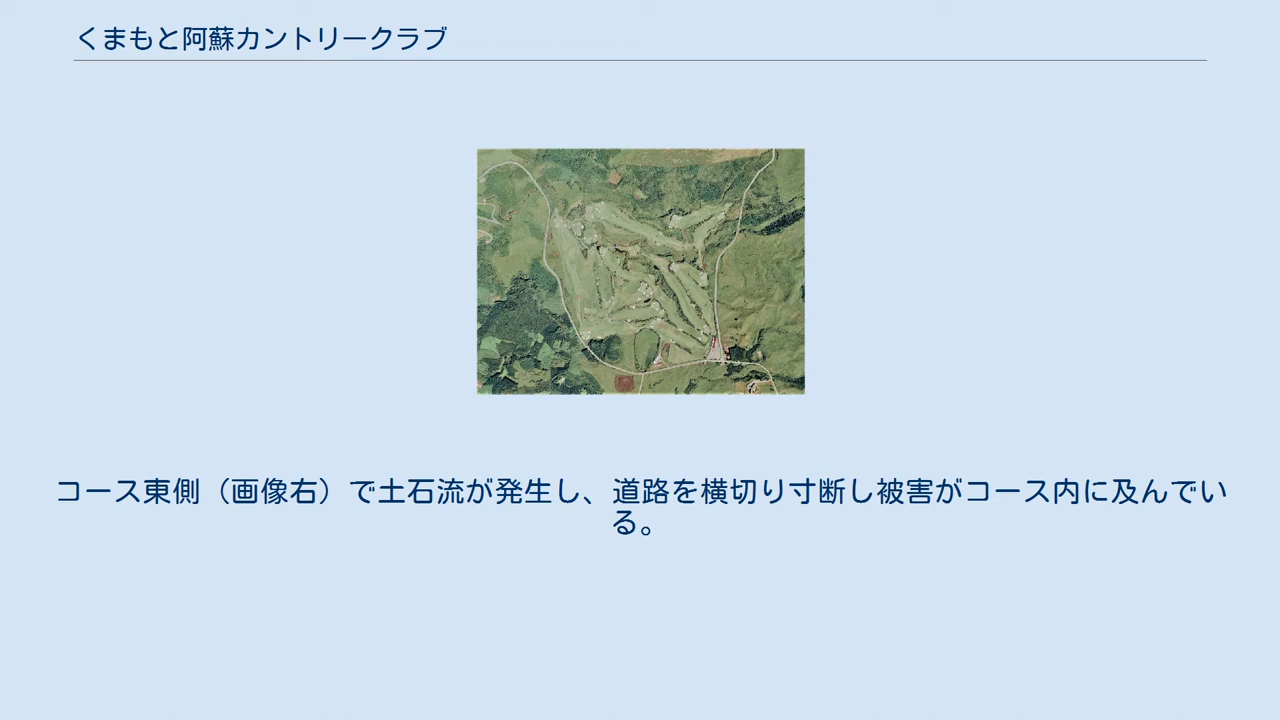 くまもと阿蘇カントリークラブ
コース東側（画像右）で土石流が発生し、道路を横切り寸断し被害がコース内に及んでい
る。